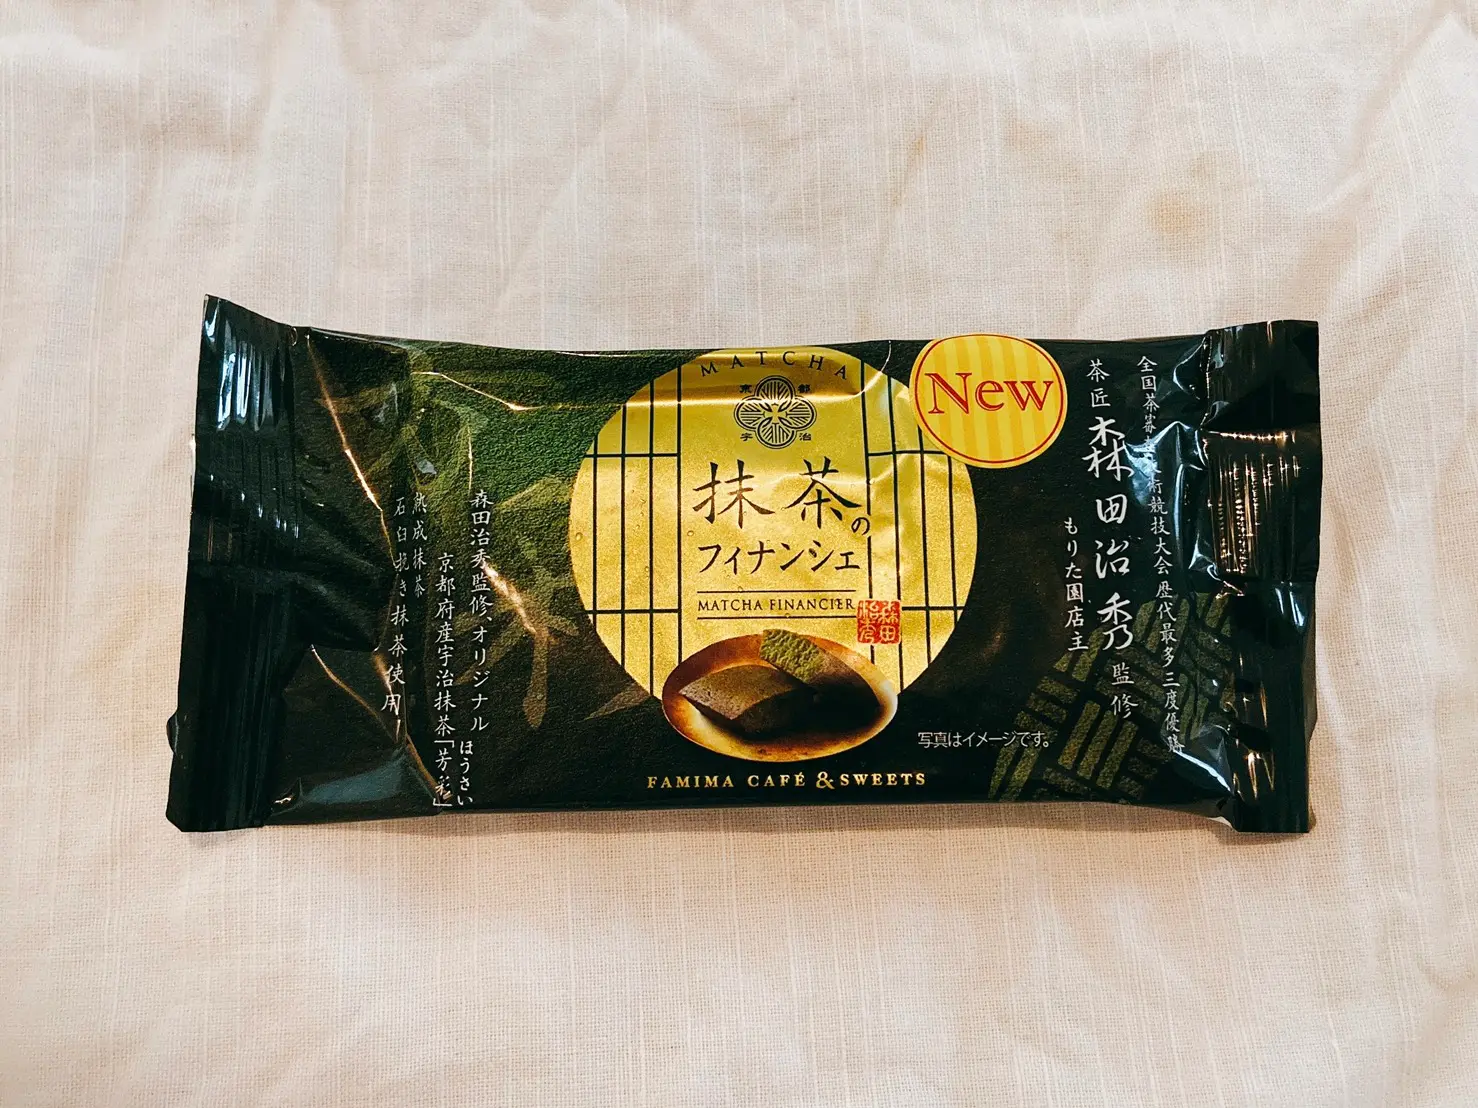 MATCHA
京都
宇治
抹茶の
フィナンシェ
MATCHA FINANCIER
森田
New
全国茶審査技術競技大会歴代最多三度優勝
茶匠 森田治秀 監修
もりた園店主
森田治秀監修、オリジナル
京都府産宇治抹茶「芳彩」
ほうさい
熟成抹茶
石臼挽き抹茶使用
写真はイメージです。
FAMIMA CAFÉ & SWEETS